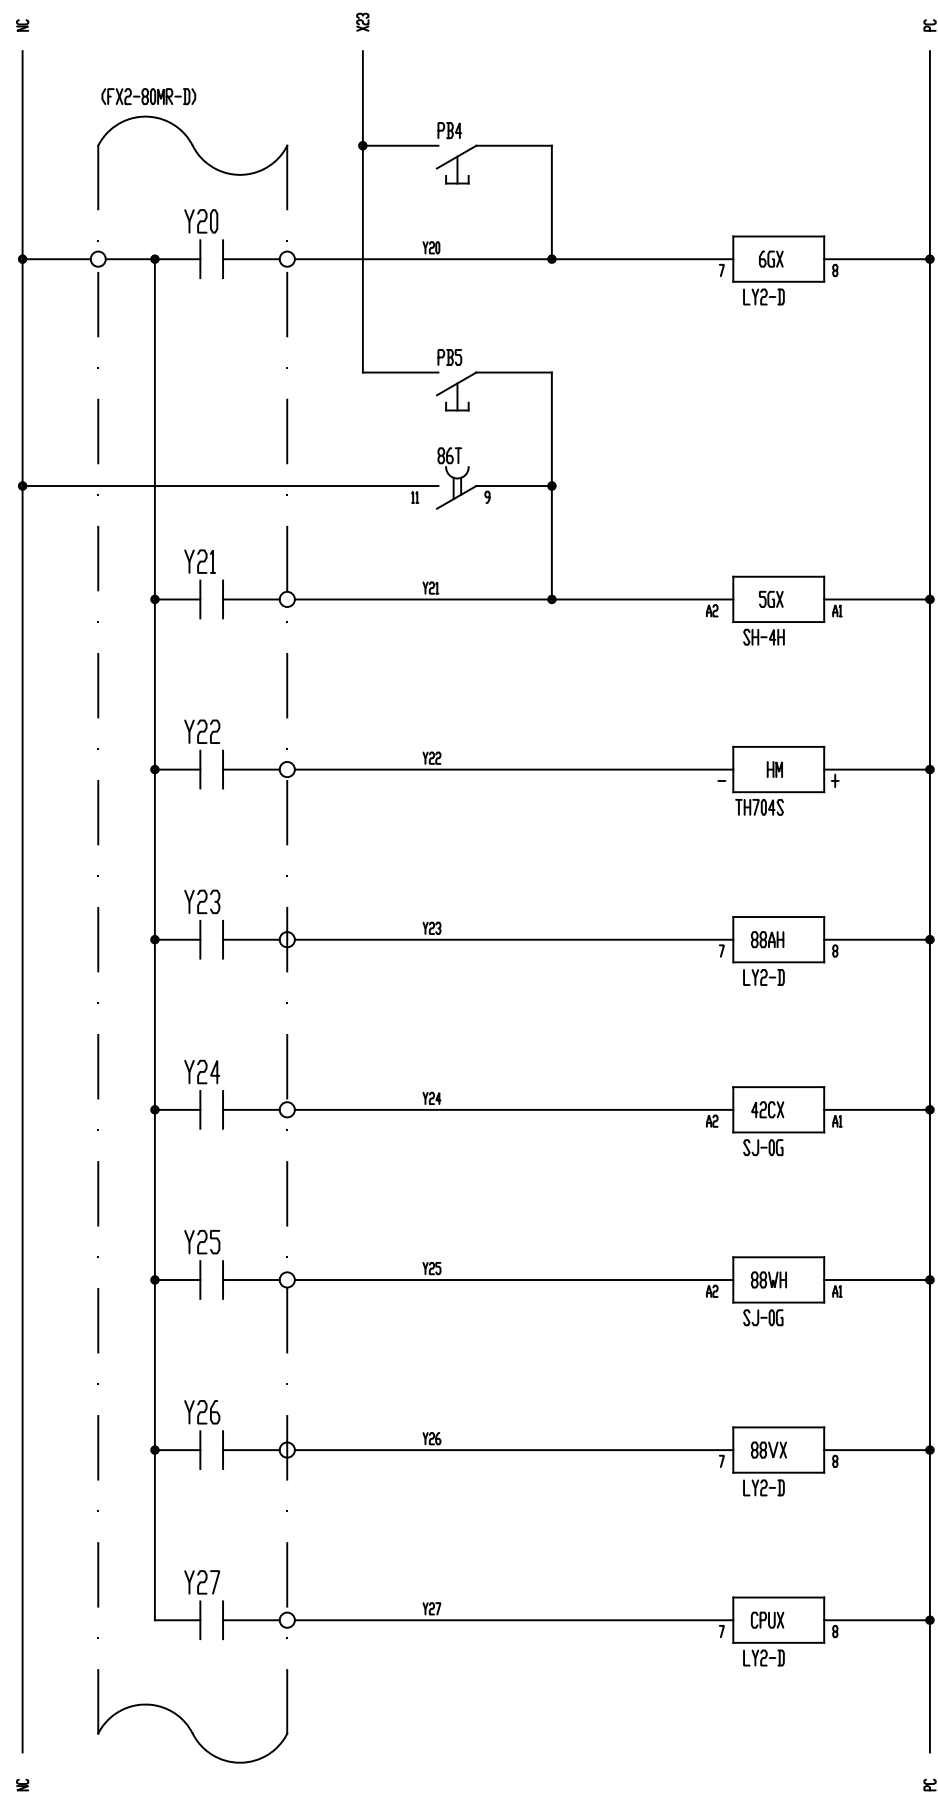 NC
X23
PC
(FX2-80MR-D)
PB4
Y20
Y20
7
6GX
8
LY2-D
PB5
86T
11
9
Y21
Y21
A2
5GX
A1
SH-4H
Y22
Y22
-
HM
+
TH704S
Y23
Y23
7
88AH
8
LY2-D
Y24
Y24
A2
42CX
A1
SJ-0G
Y25
Y25
A2
88WH
A1
SJ-0G
Y26
Y26
7
88VX
8
LY2-D
Y27
Y27
7
CPUX
8
LY2-D
NC
PC